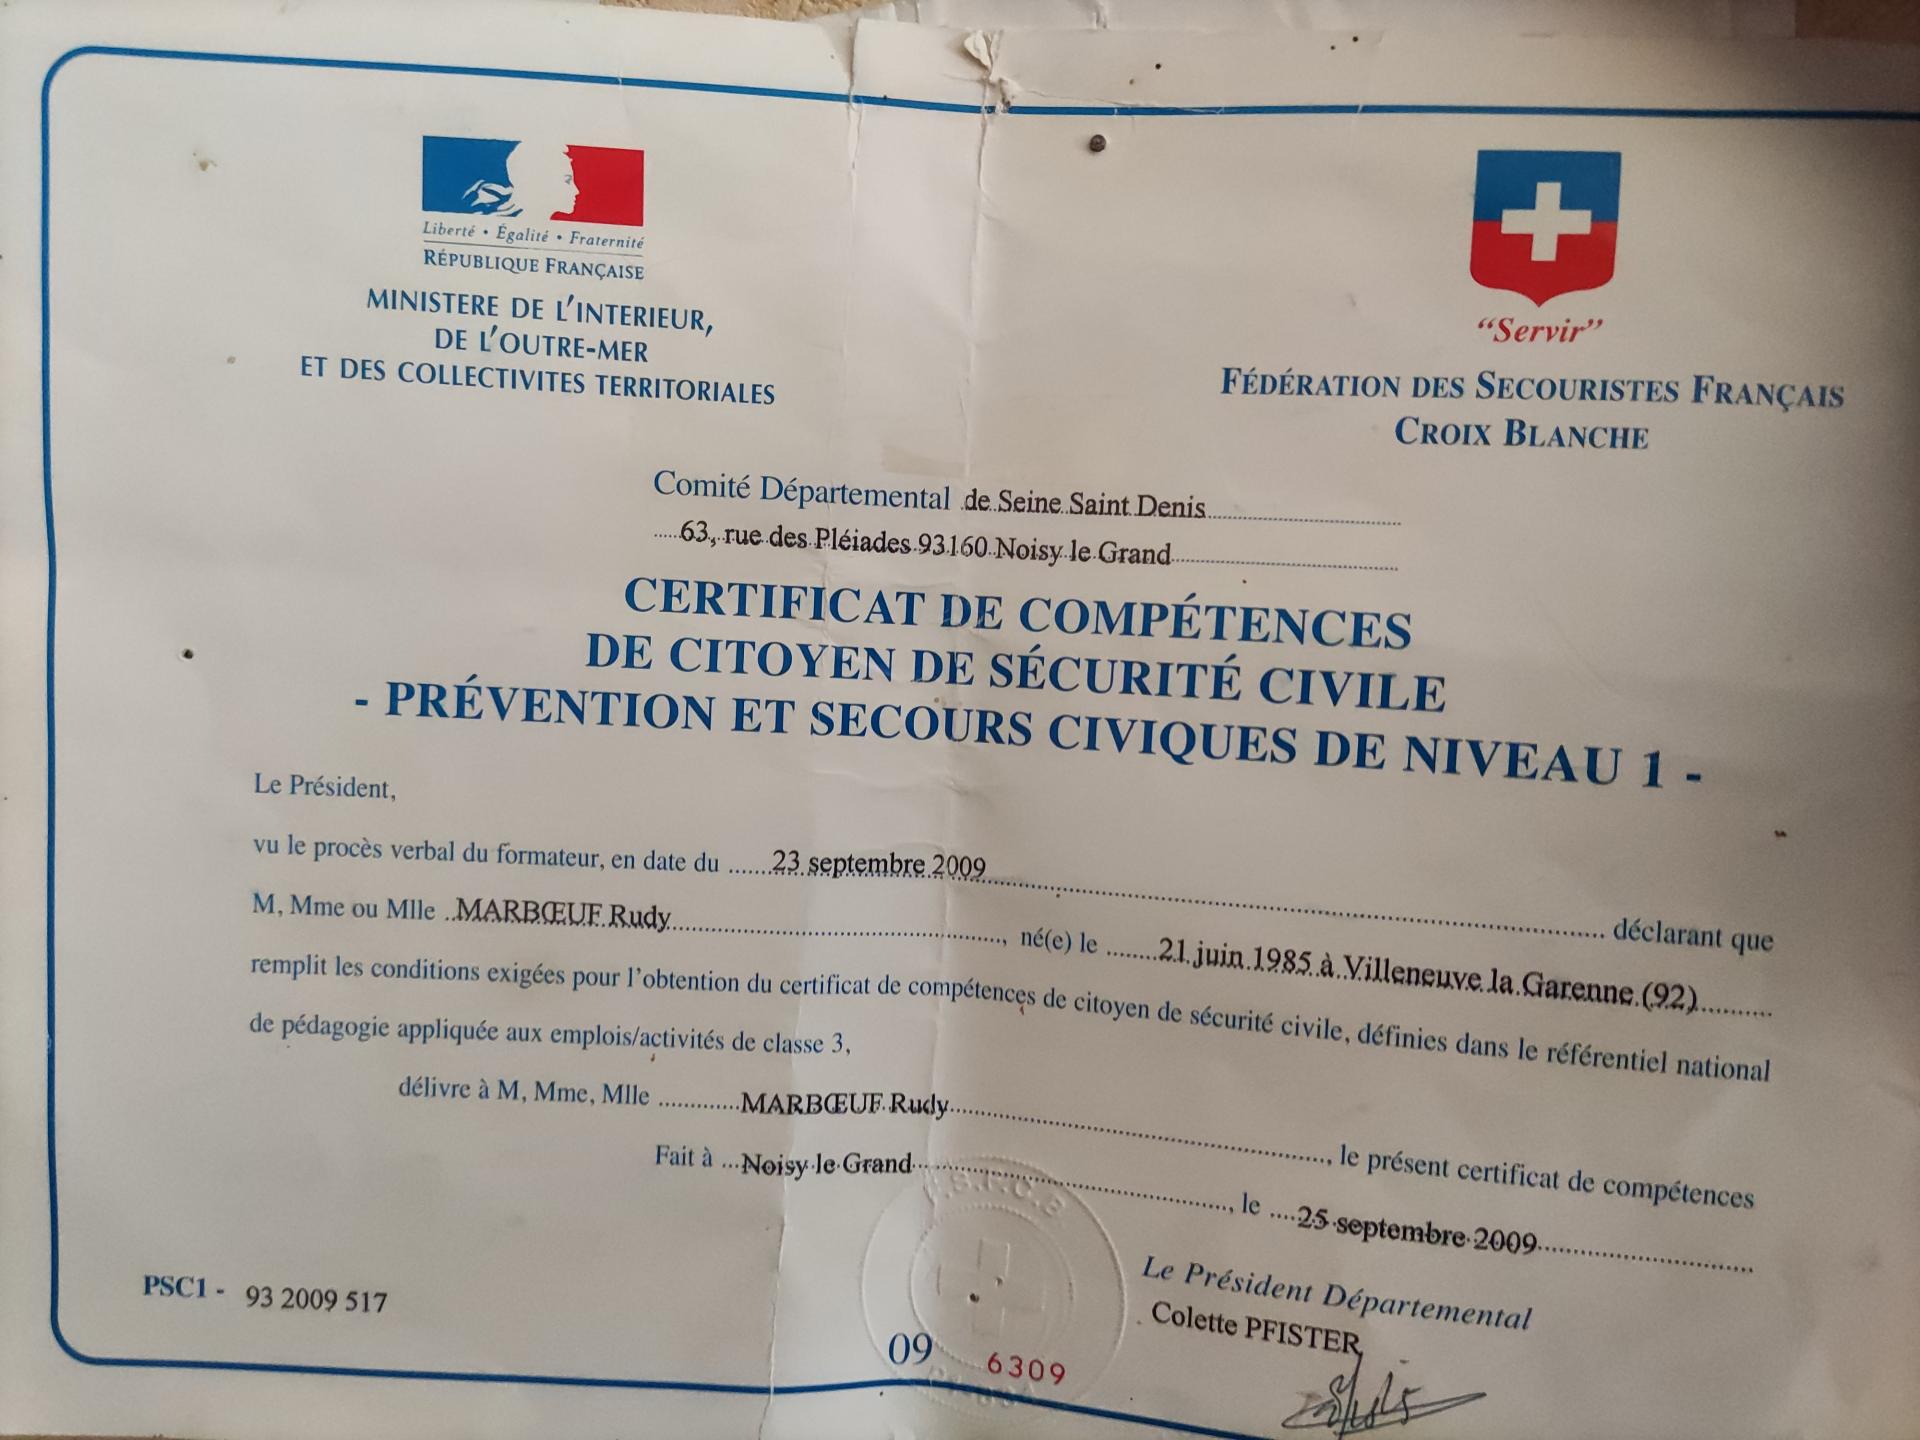 Liberté • Égalité • Fraternité
RÉPUBLIQUE FRANÇAISE
MINISTERE DE L'INTERIEUR,
DE L'OUTRE-MER
ET DES COLLECTIVITES TERRITORIALES
“Servir”
FÉDÉRATION DES SECOURISTES FRANÇAIS
CROIX BLANCHE
Comité Départemental de Seine Saint Denis
63, rue des Pléiades 93160 Noisy le Grand
CERTIFICAT DE COMPÉTENCES
DE CITOYEN DE SÉCURITÉ CIVILE
- PRÉVENTION ET SECOURS CIVIQUES DE NIVEAU 1 -
Le Président,
vu le procès verbal du formateur, en date du 23 septembre 2009 déclarant que
M, Mme ou Mlle MARBŒUF Rudy, né(e) le 21 juin 1985 à Villeneuve la Garenne (92)
remplit les conditions exigées pour l'obtention du certificat de compétences de citoyen de sécurité civile, définies dans le référentiel national
de pédagogie appliquée aux emplois/activités de classe 3,
délivre à M, Mme, Mlle MARBŒUF Rudy, le présent certificat de compétences
Fait à Noisy le Grand, le 25 septembre 2009
Le Président Départemental
Colette PFISTER
PSC1 - 93 2009 517
09 6309